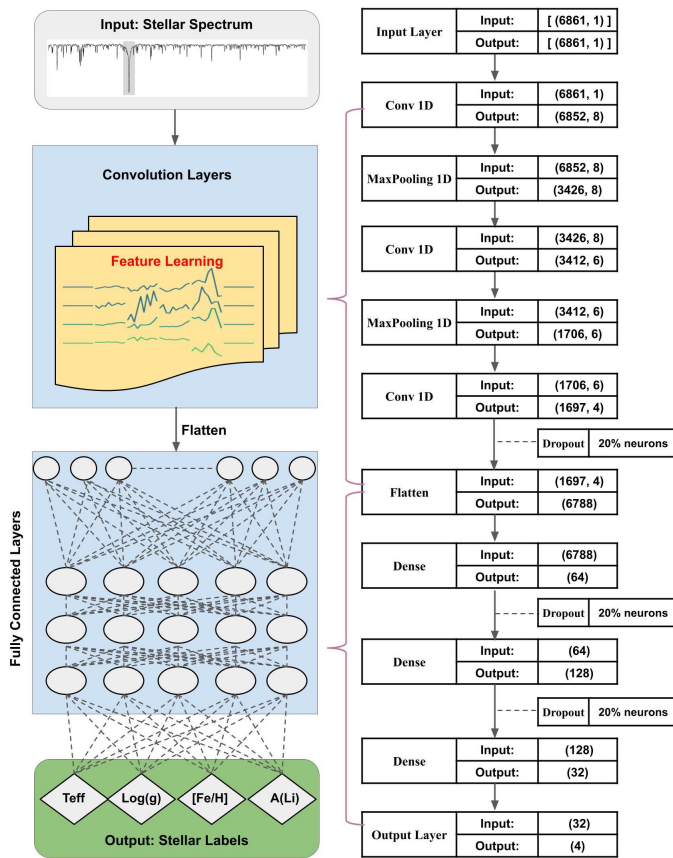 Input: Stellar Spectrum
Convolution Layers
Feature Learning
Flatten
Fully Connected Layers
Teff
Log(g)
[Fe/H]
A(Li)
Output: Stellar Labels
Input Layer
Input:
[ (6861, 1) ]
Output:
[ (6861, 1) ]
Conv 1D
Input:
(6861, 1)
Output:
(6852, 8)
MaxPooling 1D
Input:
(6852, 8)
Output:
(3426, 8)
Conv 1D
Input:
(3426, 8)
Output:
(3412, 6)
MaxPooling 1D
Input:
(3412, 6)
Output:
(1706, 6)
Conv 1D
Input:
(1706, 6)
Output:
(1697, 4)
Dropout
20% neurons
Flatten
Input:
(1697, 4)
Output:
(6788)
Dense
Input:
(6788)
Output:
(64)
Dropout
20% neurons
Dense
Input:
(64)
Output:
(128)
Dropout
20% neurons
Dense
Input:
(128)
Output:
(32)
Output Layer
Input:
(32)
Output:
(4)